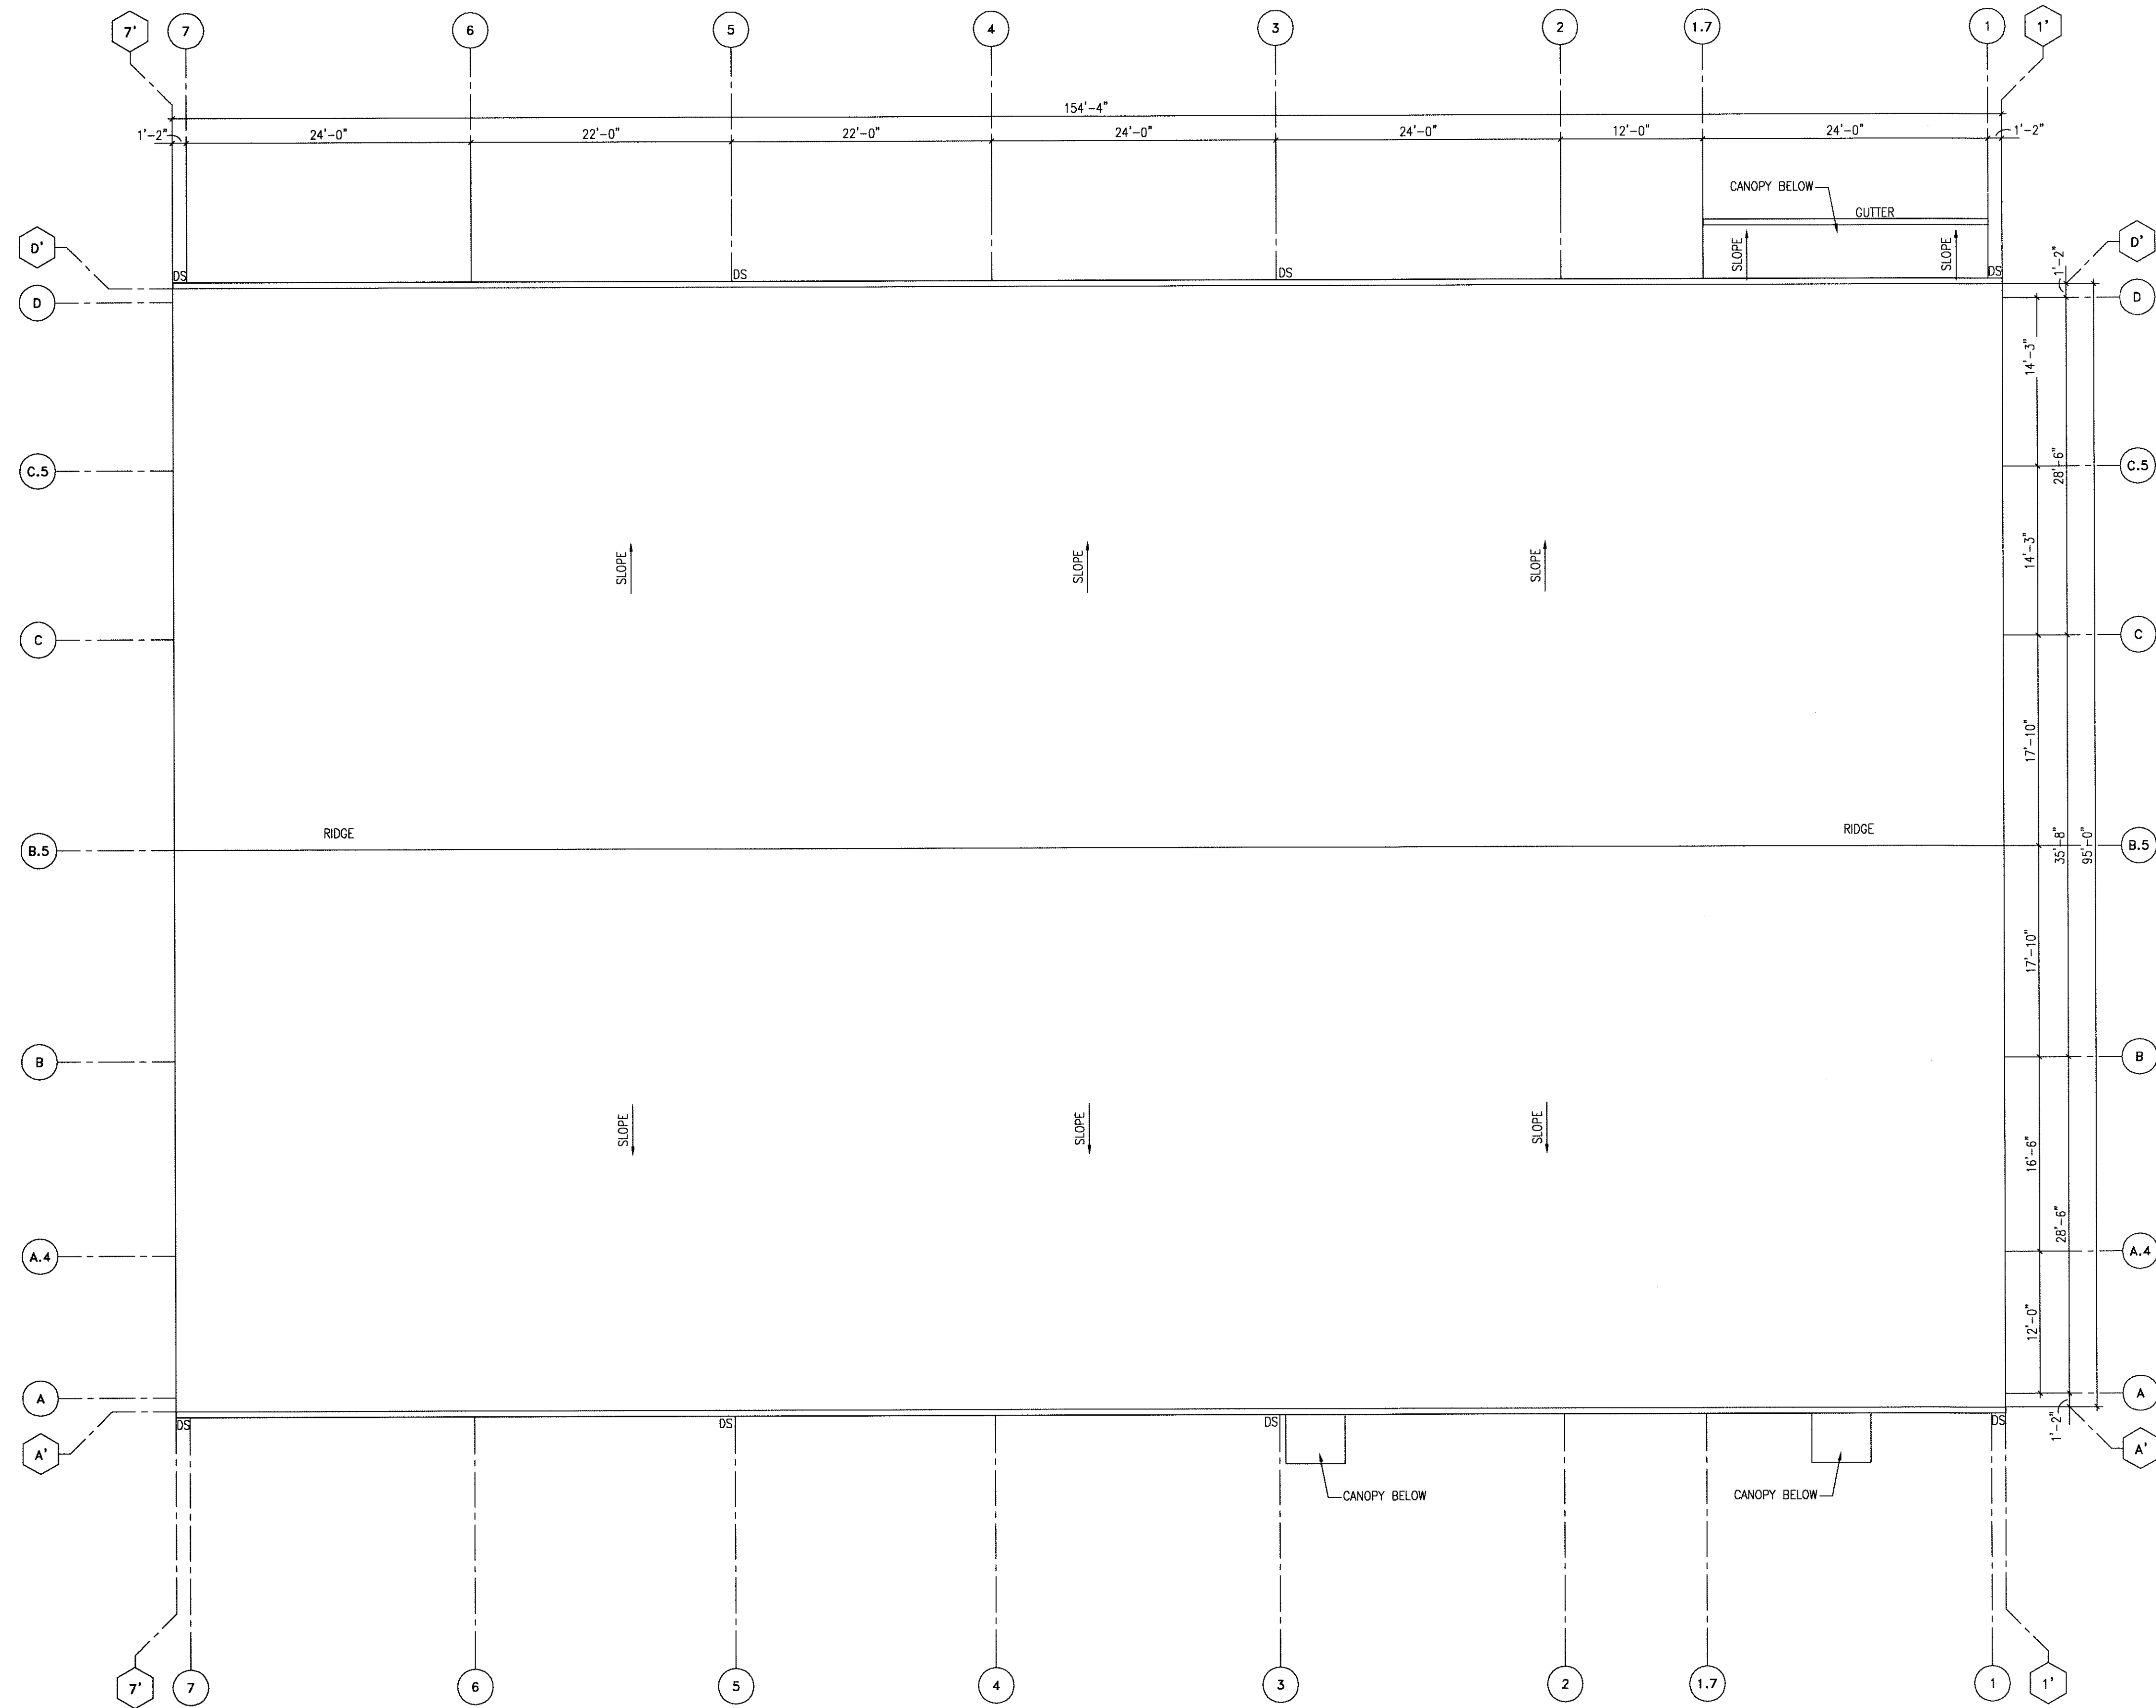 7' 7 6 5 4 3 2 1.7 1 1'
154'-4"
1'-2" 24'-0" 22'-0" 22'-0" 24'-0" 24'-0" 12'-0" 24'-0" 1'-2"
CANOPY BELOW
GUTTER
SLOPE SLOPE
D' D'
1'-2"
DS DS DS DS
D D
14'-3"
28'-6"
C.5 C.5
14'-3"
SLOPE SLOPE SLOPE
C C
17'-10"
RIDGE RIDGE
B.5 B.5
35'-8"
95'-0"
17'-10"
B B
SLOPE SLOPE SLOPE
16'-6"
28'-6"
A.4 A.4
12'-0"
A A
DS DS DS DS
1'-2"
A' A'
CANOPY BELOW CANOPY BELOW
7' 7 6 5 4 3 2 1.7 1 1'